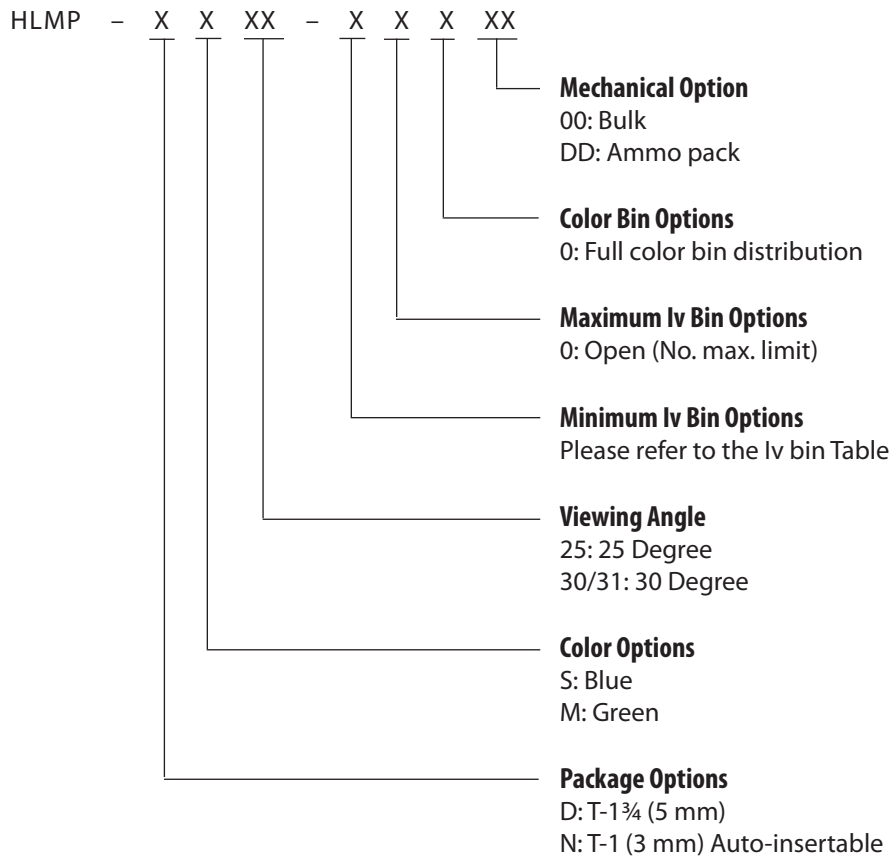 HLMP – X X XX – X X X XX
Mechanical Option
00: Bulk
DD: Ammo pack
Color Bin Options
0: Full color bin distribution
Maximum Iv Bin Options
0: Open (No. max. limit)
Minimum Iv Bin Options
Please refer to the Iv bin Table
Viewing Angle
25: 25 Degree
30/31: 30 Degree
Color Options
S: Blue
M: Green
Package Options
D: T-1¾ (5 mm)
N: T-1 (3 mm) Auto-insertable